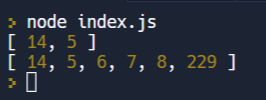 > node index.js
[ 14, 5 ]
[ 14, 5, 6, 7, 8, 229 ]
>